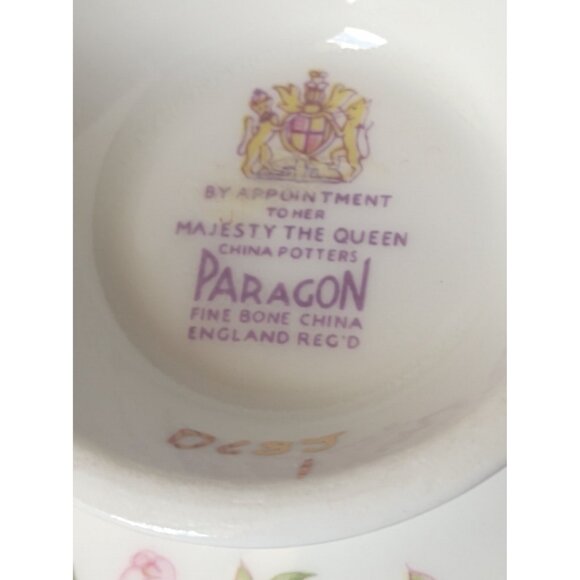 BY APPOINTMENT
TO HER
MAJESTY THE QUEEN
CHINA POTTERS
PARAGON
FINE BONE CHINA
ENGLAND REG'D